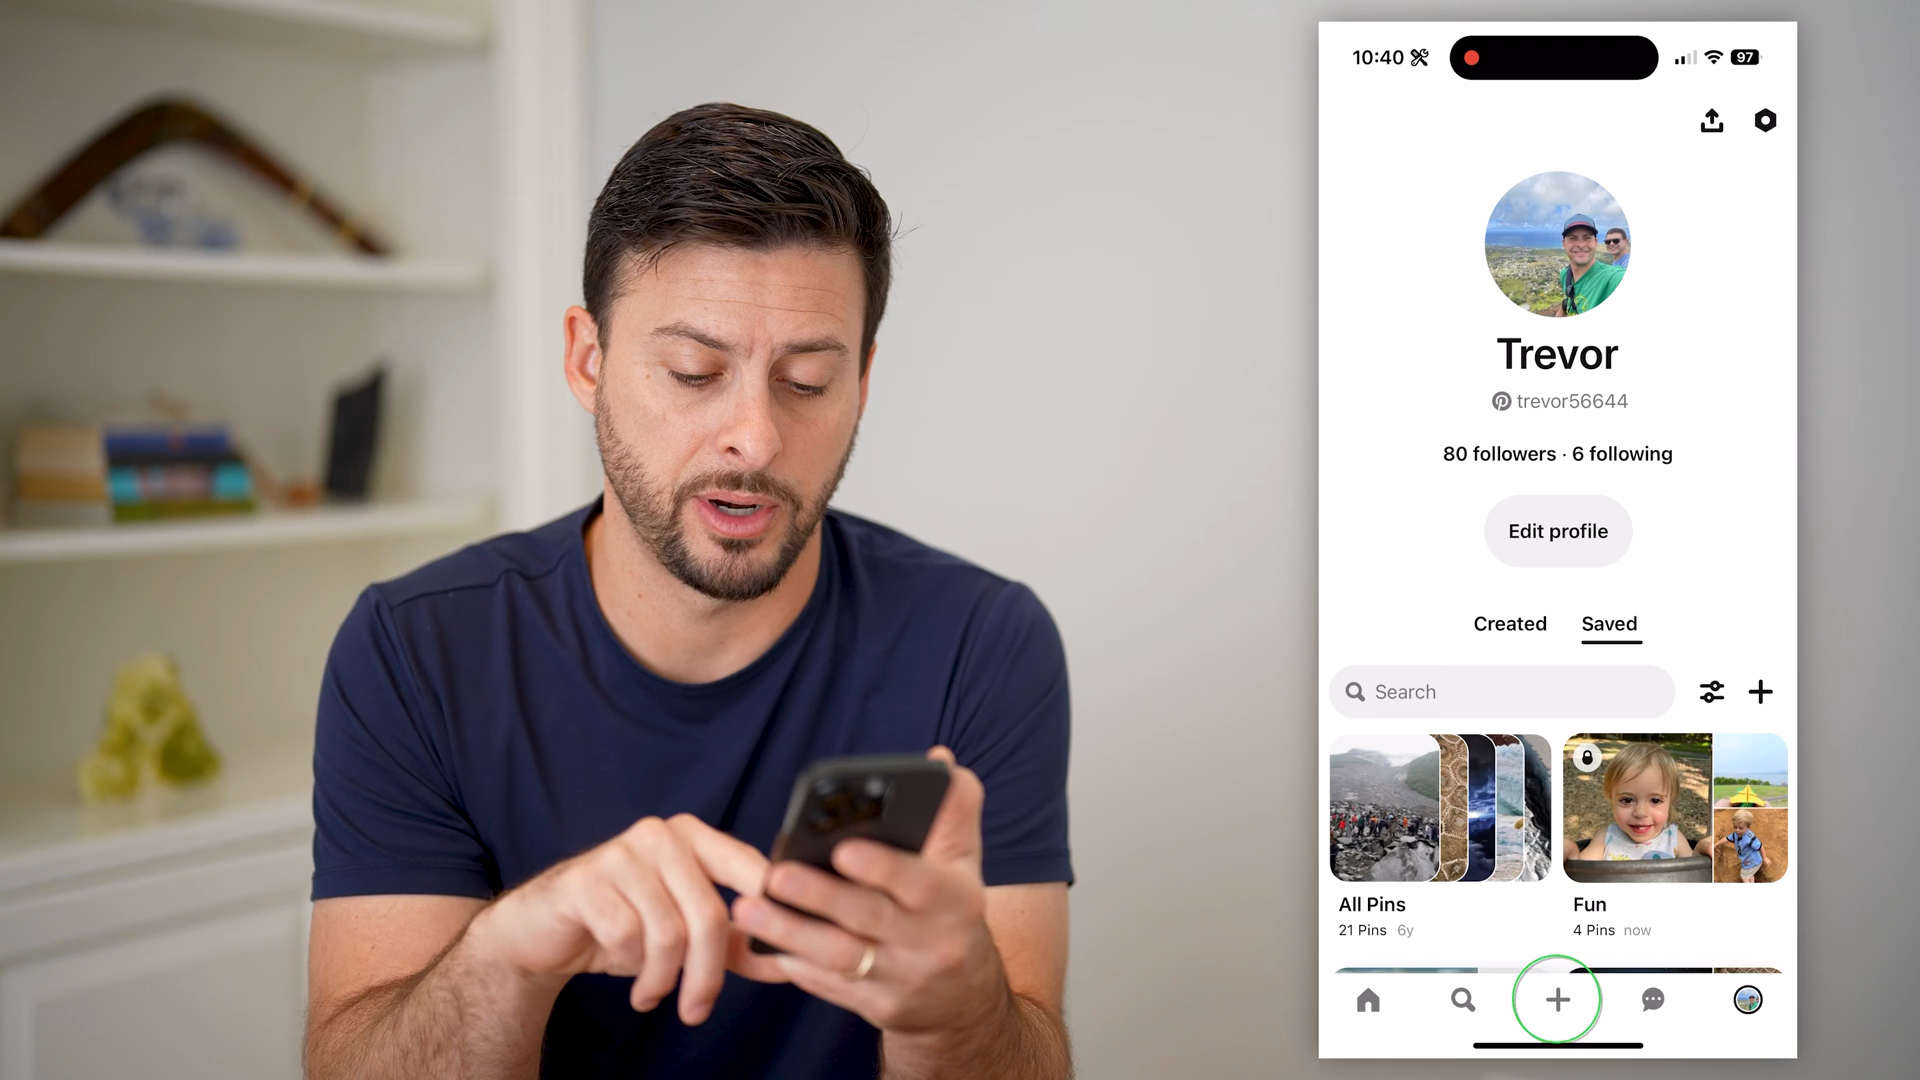 10:40
97
Trevor
trevor56644
80 followers · 6 following
Edit profile
Created Saved
Search
All Pins
21 Pins 6y
Fun
4 Pins now